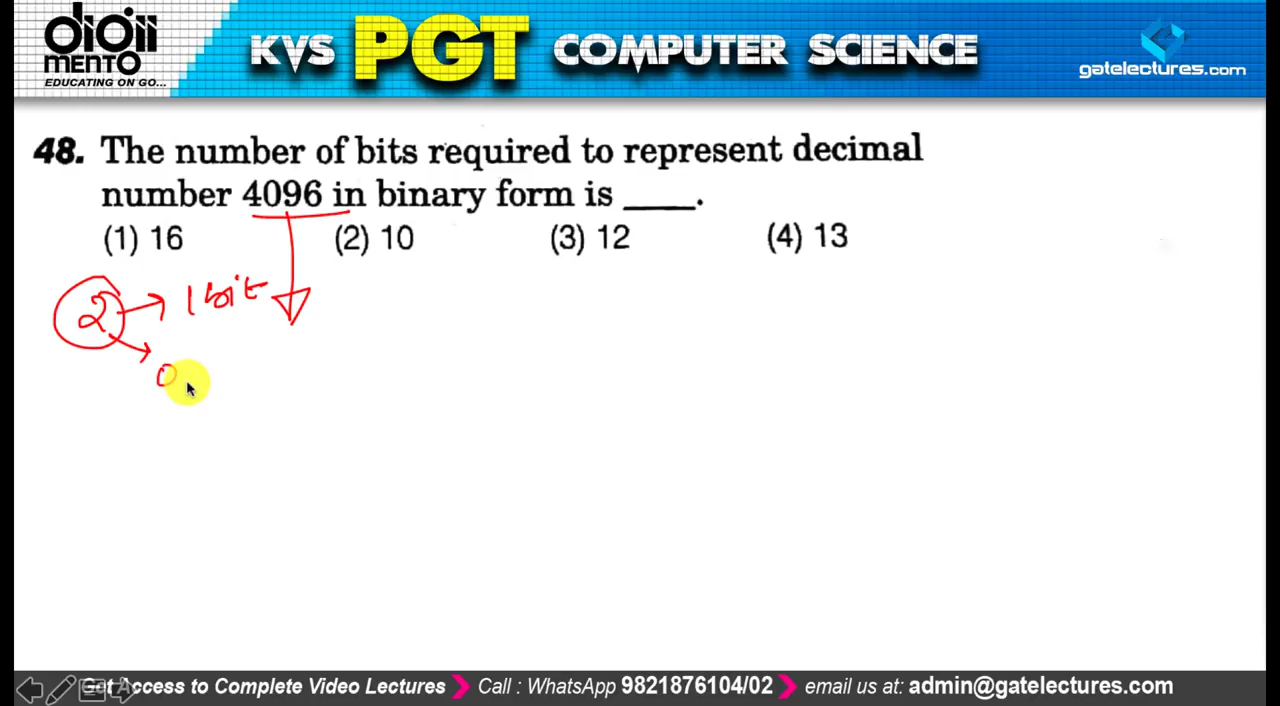 digii
mento
EDUCATING ON GO...
KVS PGT COMPUTER SCIENCE
gatelectures.com
48. The number of bits required to represent decimal
number 4096 in binary form is ____.
(1) 16 (2) 10 (3) 12 (4) 13
2 → 1 bit
0
Get Access to Complete Video Lectures Call : WhatsApp 9821876104/02 email us at: admin@gatelectures.com